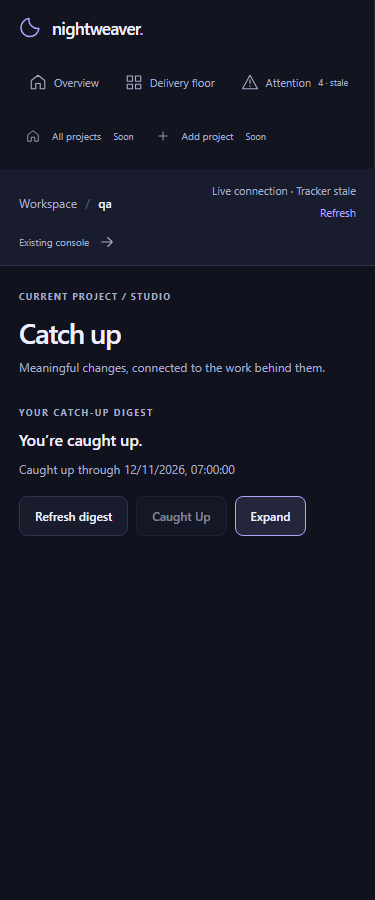 nightweaver.
Overview
Delivery floor
Attention 4 · stale
All projects Soon
Add project Soon
Live connection · Tracker stale
Workspace / qa
Refresh
Existing console
CURRENT PROJECT / STUDIO
Catch up
Meaningful changes, connected to the work behind them.
YOUR CATCH-UP DIGEST
You’re caught up.
Caught up through 12/11/2026, 07:00:00
Refresh digest
Caught Up
Expand